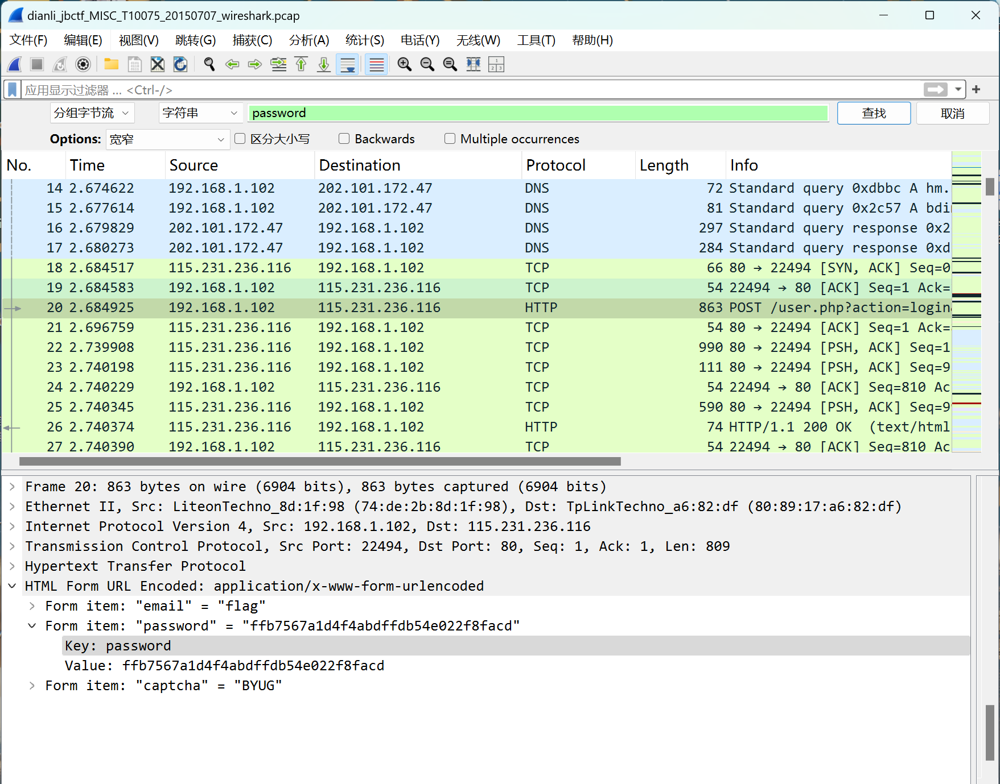 dianli_jbctf_MISC_T10075_20150707_wireshark.pcap
文件(F) 编辑(E) 视图(V) 跳转(G) 捕获(C) 分析(A) 统计(S) 电话(Y) 无线(W) 工具(T) 帮助(H)
应用显示过滤器 … <Ctrl-/>
分组字节流 字符串 password 查找 取消
Options: 宽窄 区分大小写 Backwards Multiple occurrences
No. Time Source Destination Protocol Length Info
14 2.674622 192.168.1.102 202.101.172.47 DNS 72 Standard query 0xdbbc A hm.
15 2.677614 192.168.1.102 202.101.172.47 DNS 81 Standard query 0x2c57 A bdi
16 2.679829 202.101.172.47 192.168.1.102 DNS 297 Standard query response 0x2
17 2.680273 202.101.172.47 192.168.1.102 DNS 284 Standard query response 0xd
18 2.684517 115.231.236.116 192.168.1.102 TCP 66 80 → 22494 [SYN, ACK] Seq=0
19 2.684583 192.168.1.102 115.231.236.116 TCP 54 22494 → 80 [ACK] Seq=1 Ack=
20 2.684925 192.168.1.102 115.231.236.116 HTTP 863 POST /user.php?action=login
21 2.696759 115.231.236.116 192.168.1.102 TCP 54 80 → 22494 [ACK] Seq=1 Ack=
22 2.739908 115.231.236.116 192.168.1.102 TCP 990 80 → 22494 [PSH, ACK] Seq=1
23 2.740198 115.231.236.116 192.168.1.102 TCP 111 80 → 22494 [PSH, ACK] Seq=9
24 2.740229 192.168.1.102 115.231.236.116 TCP 54 22494 → 80 [ACK] Seq=810 Ac
25 2.740345 115.231.236.116 192.168.1.102 TCP 590 80 → 22494 [PSH, ACK] Seq=9
26 2.740374 115.231.236.116 192.168.1.102 HTTP 74 HTTP/1.1 200 OK (text/html
27 2.740390 192.168.1.102 115.231.236.116 TCP 54 22494 → 80 [ACK] Seq=810 Ac
Frame 20: 863 bytes on wire (6904 bits), 863 bytes captured (6904 bits)
Ethernet II, Src: LiteonTechno_8d:1f:98 (74:de:2b:8d:1f:98), Dst: TpLinkTechno_a6:82:df (80:89:17:a6:82:df)
Internet Protocol Version 4, Src: 192.168.1.102, Dst: 115.231.236.116
Transmission Control Protocol, Src Port: 22494, Dst Port: 80, Seq: 1, Ack: 1, Len: 809
Hypertext Transfer Protocol
HTML Form URL Encoded: application/x-www-form-urlencoded
Form item: "email" = "flag"
Form item: "password" = "ffb7567a1d4f4abdffdb54e022f8facd"
Key: password
Value: ffb7567a1d4f4abdffdb54e022f8facd
Form item: "captcha" = "BYUG"